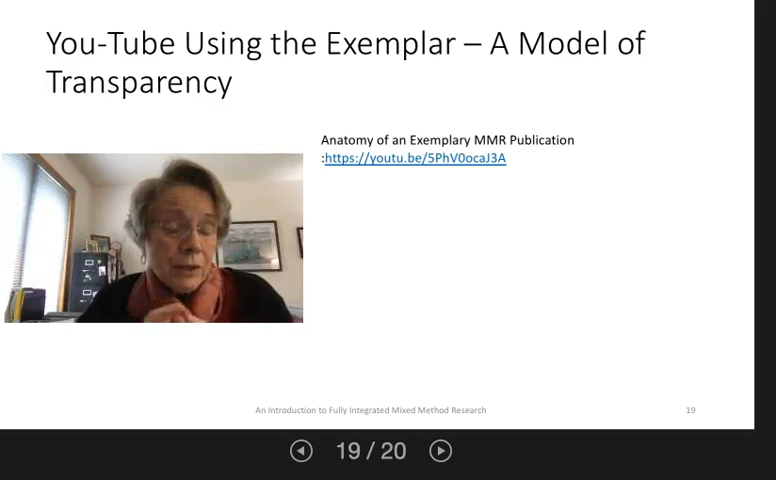 You-Tube Using the Exemplar – A Model of
Transparency
Anatomy of an Exemplary MMR Publication
:https://youtu.be/5PhV0ocaJ3A
An Introduction to Fully Integrated Mixed Method Research
19
19 / 20